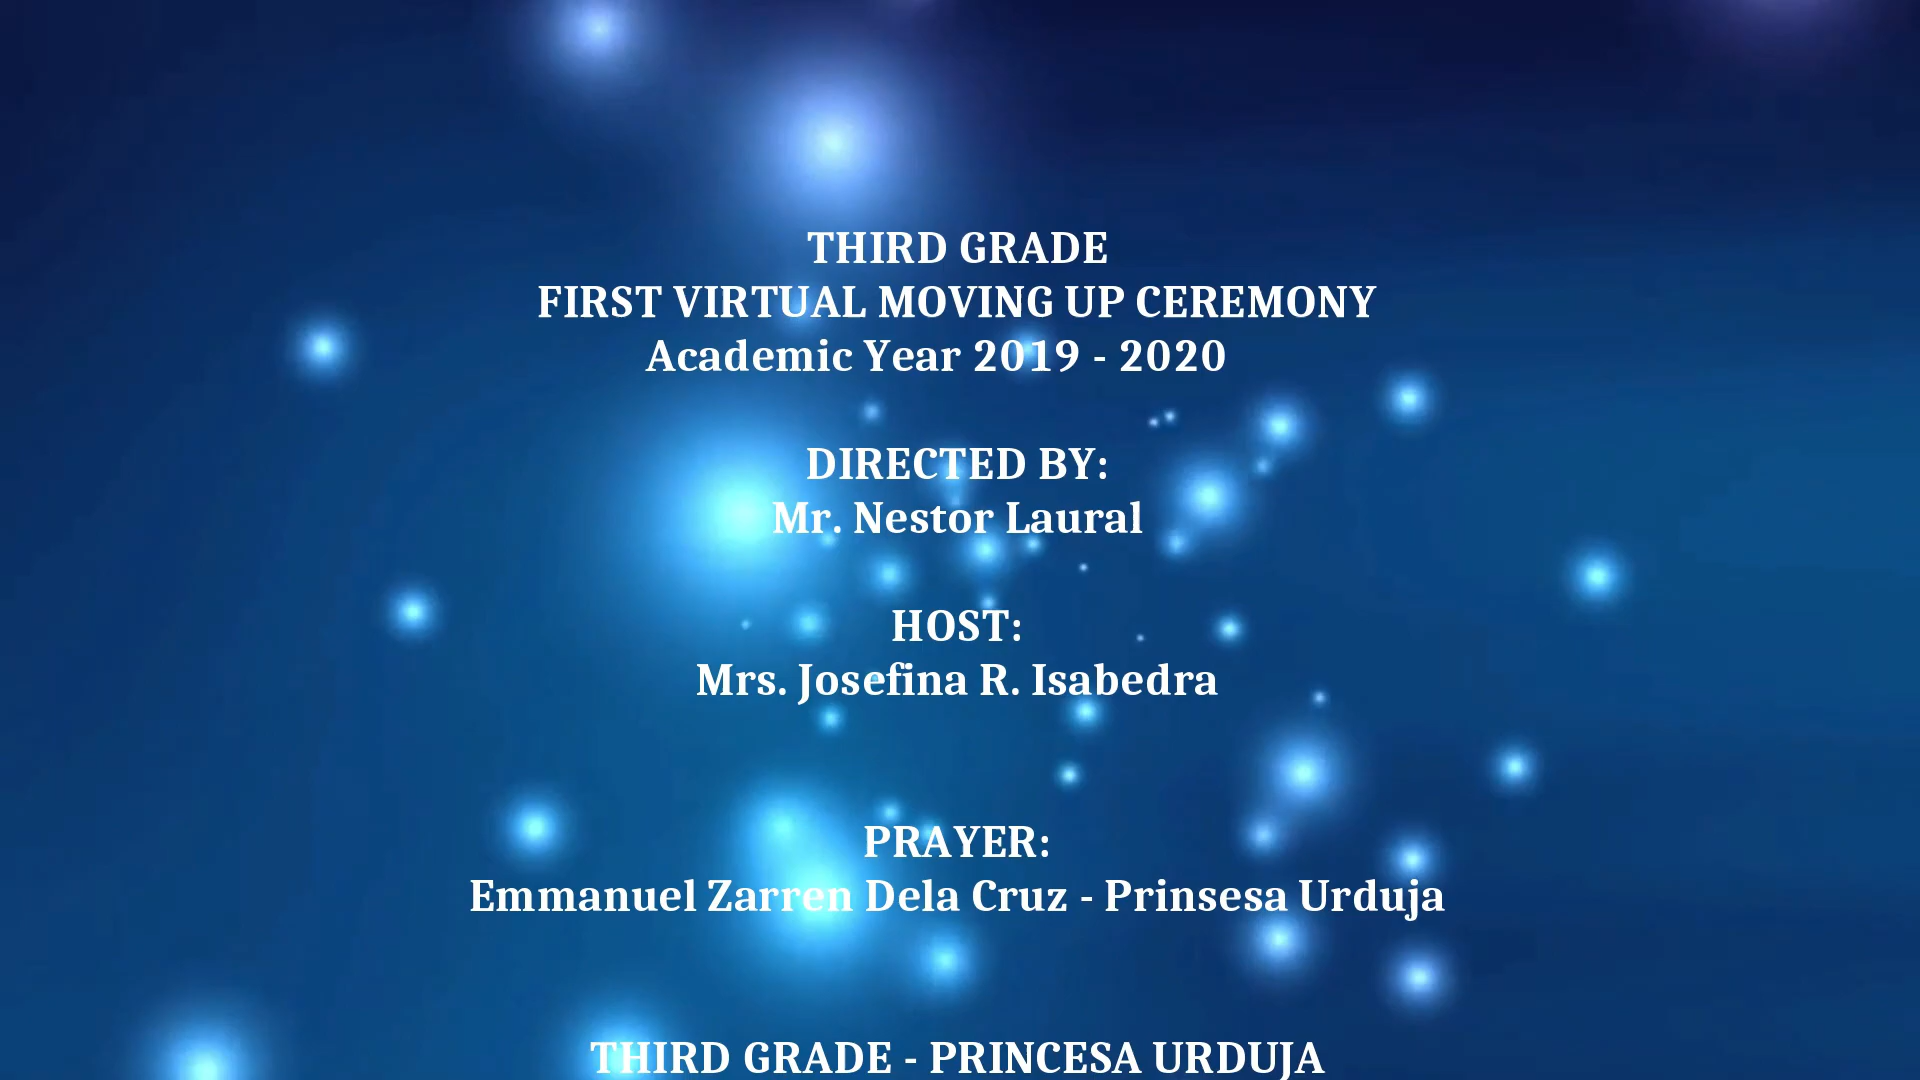 THIRD GRADE
FIRST VIRTUAL MOVING UP CEREMONY
Academic Year 2019 - 2020
DIRECTED BY:
Mr. Nestor Laural
HOST:
Mrs. Josefina R. Isabedra
PRAYER:
Emmanuel Zarren Dela Cruz - Prinsesa Urduja
THIRD GRADE - PRINCESA URDUJA